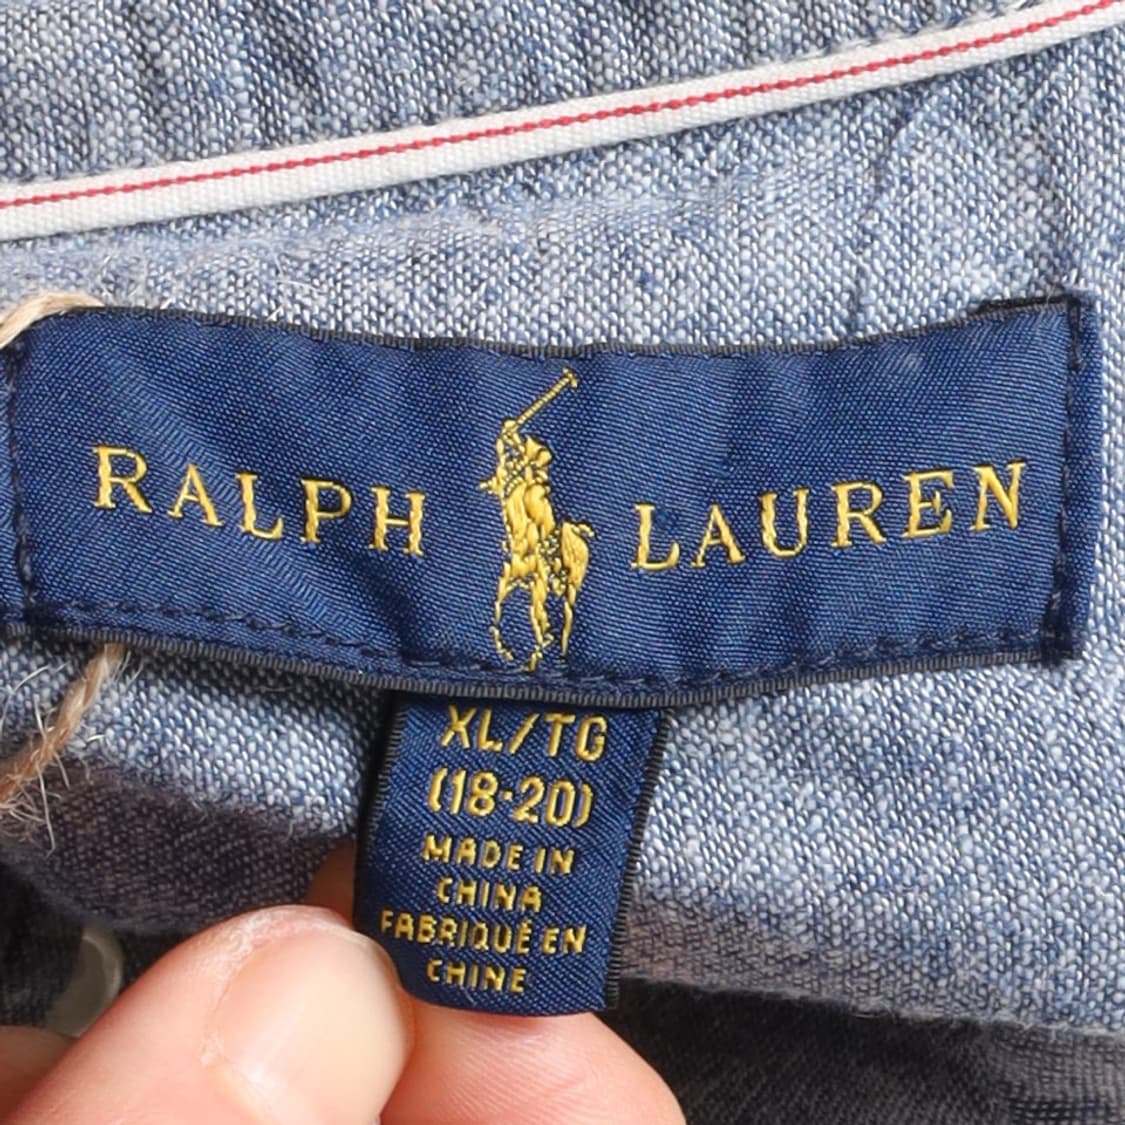 RALPH LAUREN
XL/TG
(18-20)
MADE IN
CHINA
FABRIQUÉ EN
CHINE